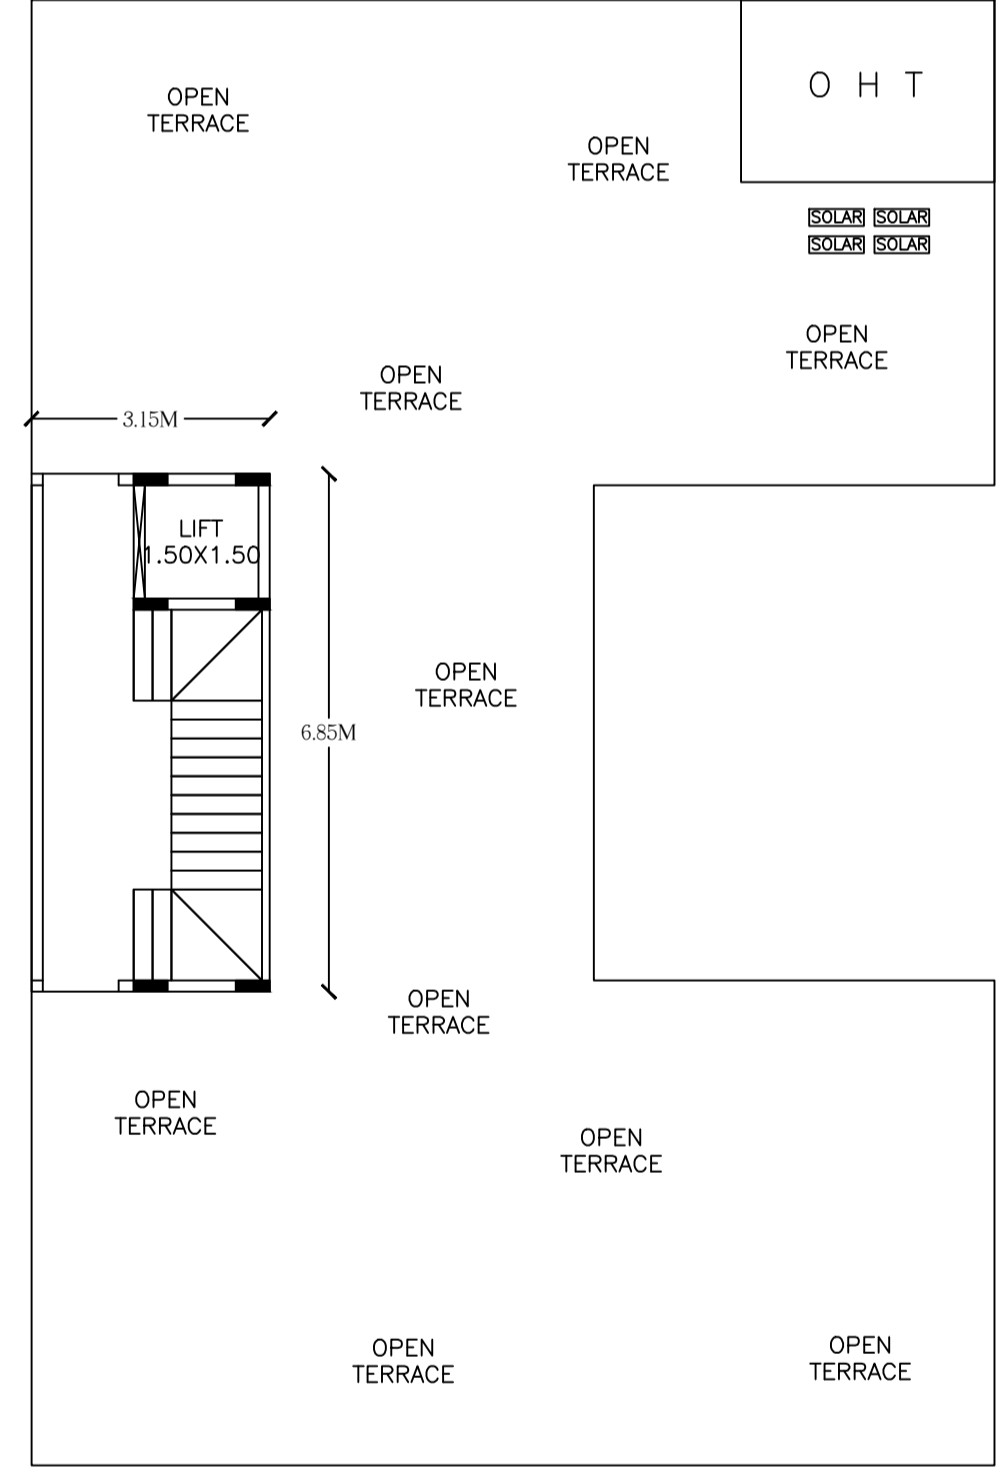 OPEN
TERRACE
O H T
OPEN
TERRACE
SOLAR SOLAR
SOLAR SOLAR
OPEN
TERRACE
OPEN
TERRACE
3.15M
LIFT
1.50X1.50
OPEN
TERRACE
6.85M
OPEN
TERRACE
OPEN
TERRACE
OPEN
TERRACE
OPEN
TERRACE
OPEN
TERRACE